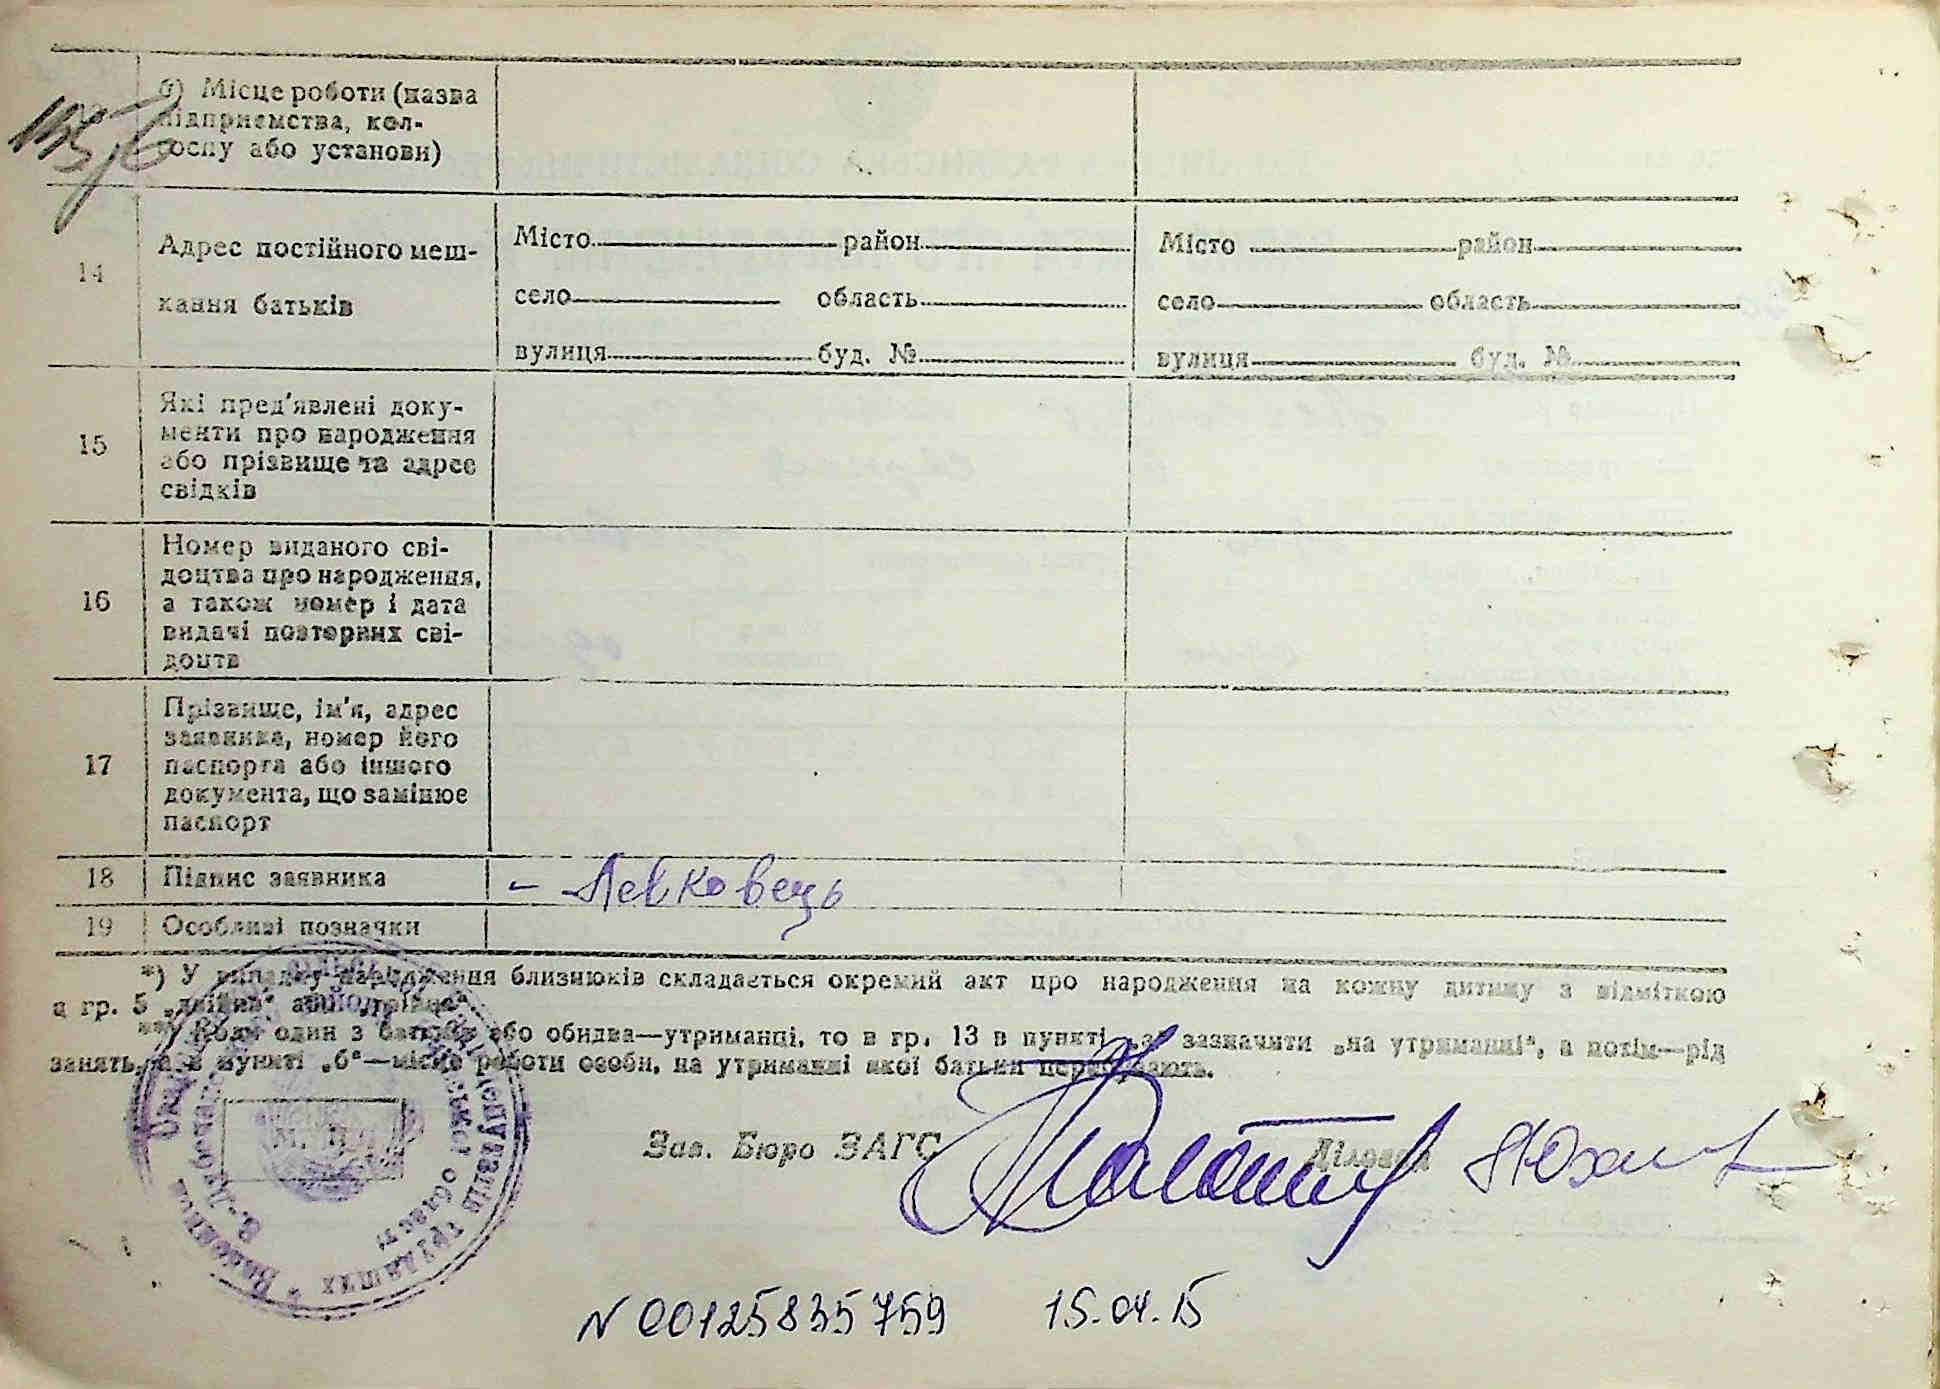 б) Місце роботи (назва
підприємства, кол-
госпу або установи)
14
Адрес постійного меш-
кання батьків
Місто район
село область
вулиця буд. №
Місто район
село область
вулиця буд. №
15
Які пред'явлені доку-
менти про народження
або прізвище та адрес
свідків
16
Номер виданого сві-
доцтва про народження,
а також номер і дата
видачі повторних сві-
доцтв
17
Прізвище, ім'я, адрес
заявника, номер його
паспорта або іншого
документа, що замінює
паспорт
18 Підпис заявника - Левковець
19 Особливі позначки
*) У випадку народження близнюків складається окремий акт про народження на кожну дитину з відміткою
в гр. 5 „двійня" або „трійня"
**) Коли один з батьків або обидва—утриманці, то в гр. 13 в пункті „а" зазначити „на утриманні", а потім—рід
занять, а в пункті „б"—місце роботи особи, на утриманні якої батьки перебувають.
Зав. Бюро ЗАГС Діловод
М. П.
N 00125835759 15.04.15